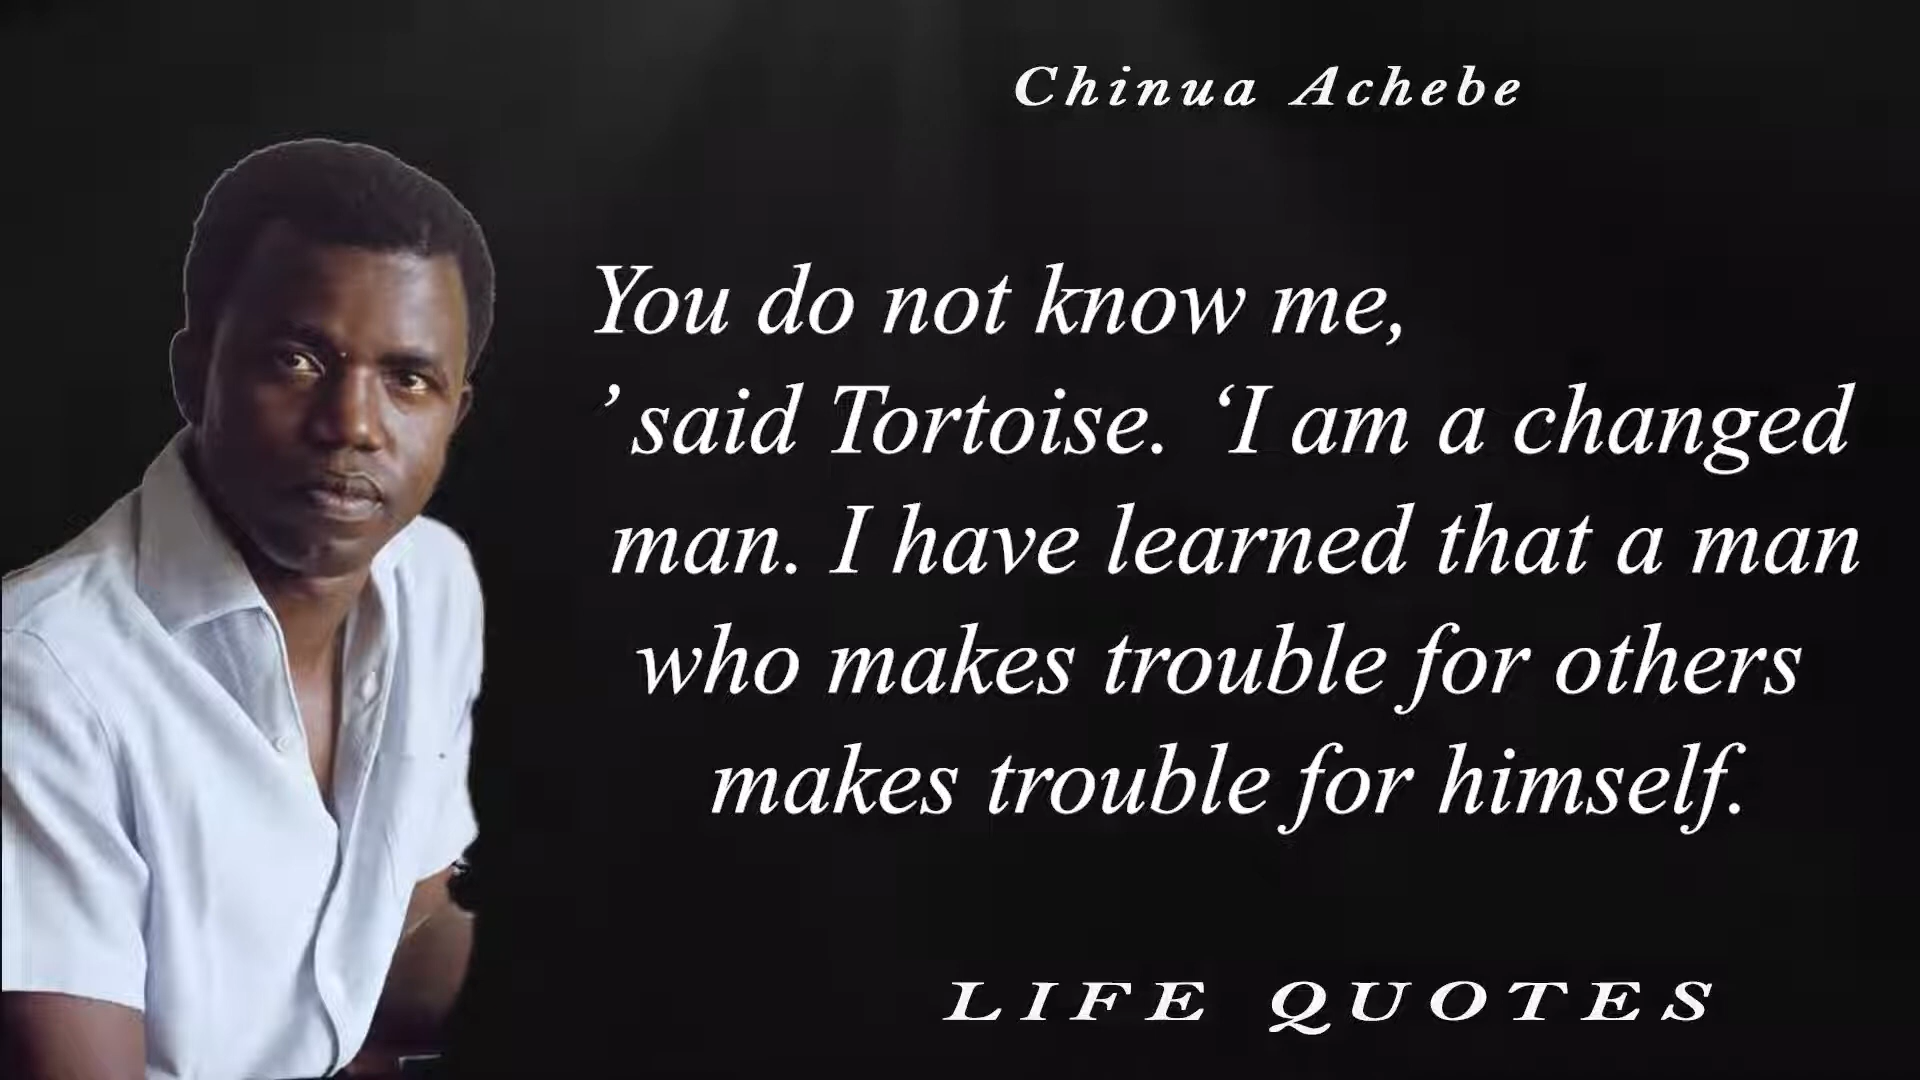 Chinua Achebe
You do not know me,
’said Tortoise. ‘I am a changed
man. I have learned that a man
who makes trouble for others
makes trouble for himself.
LIFE QUOTES